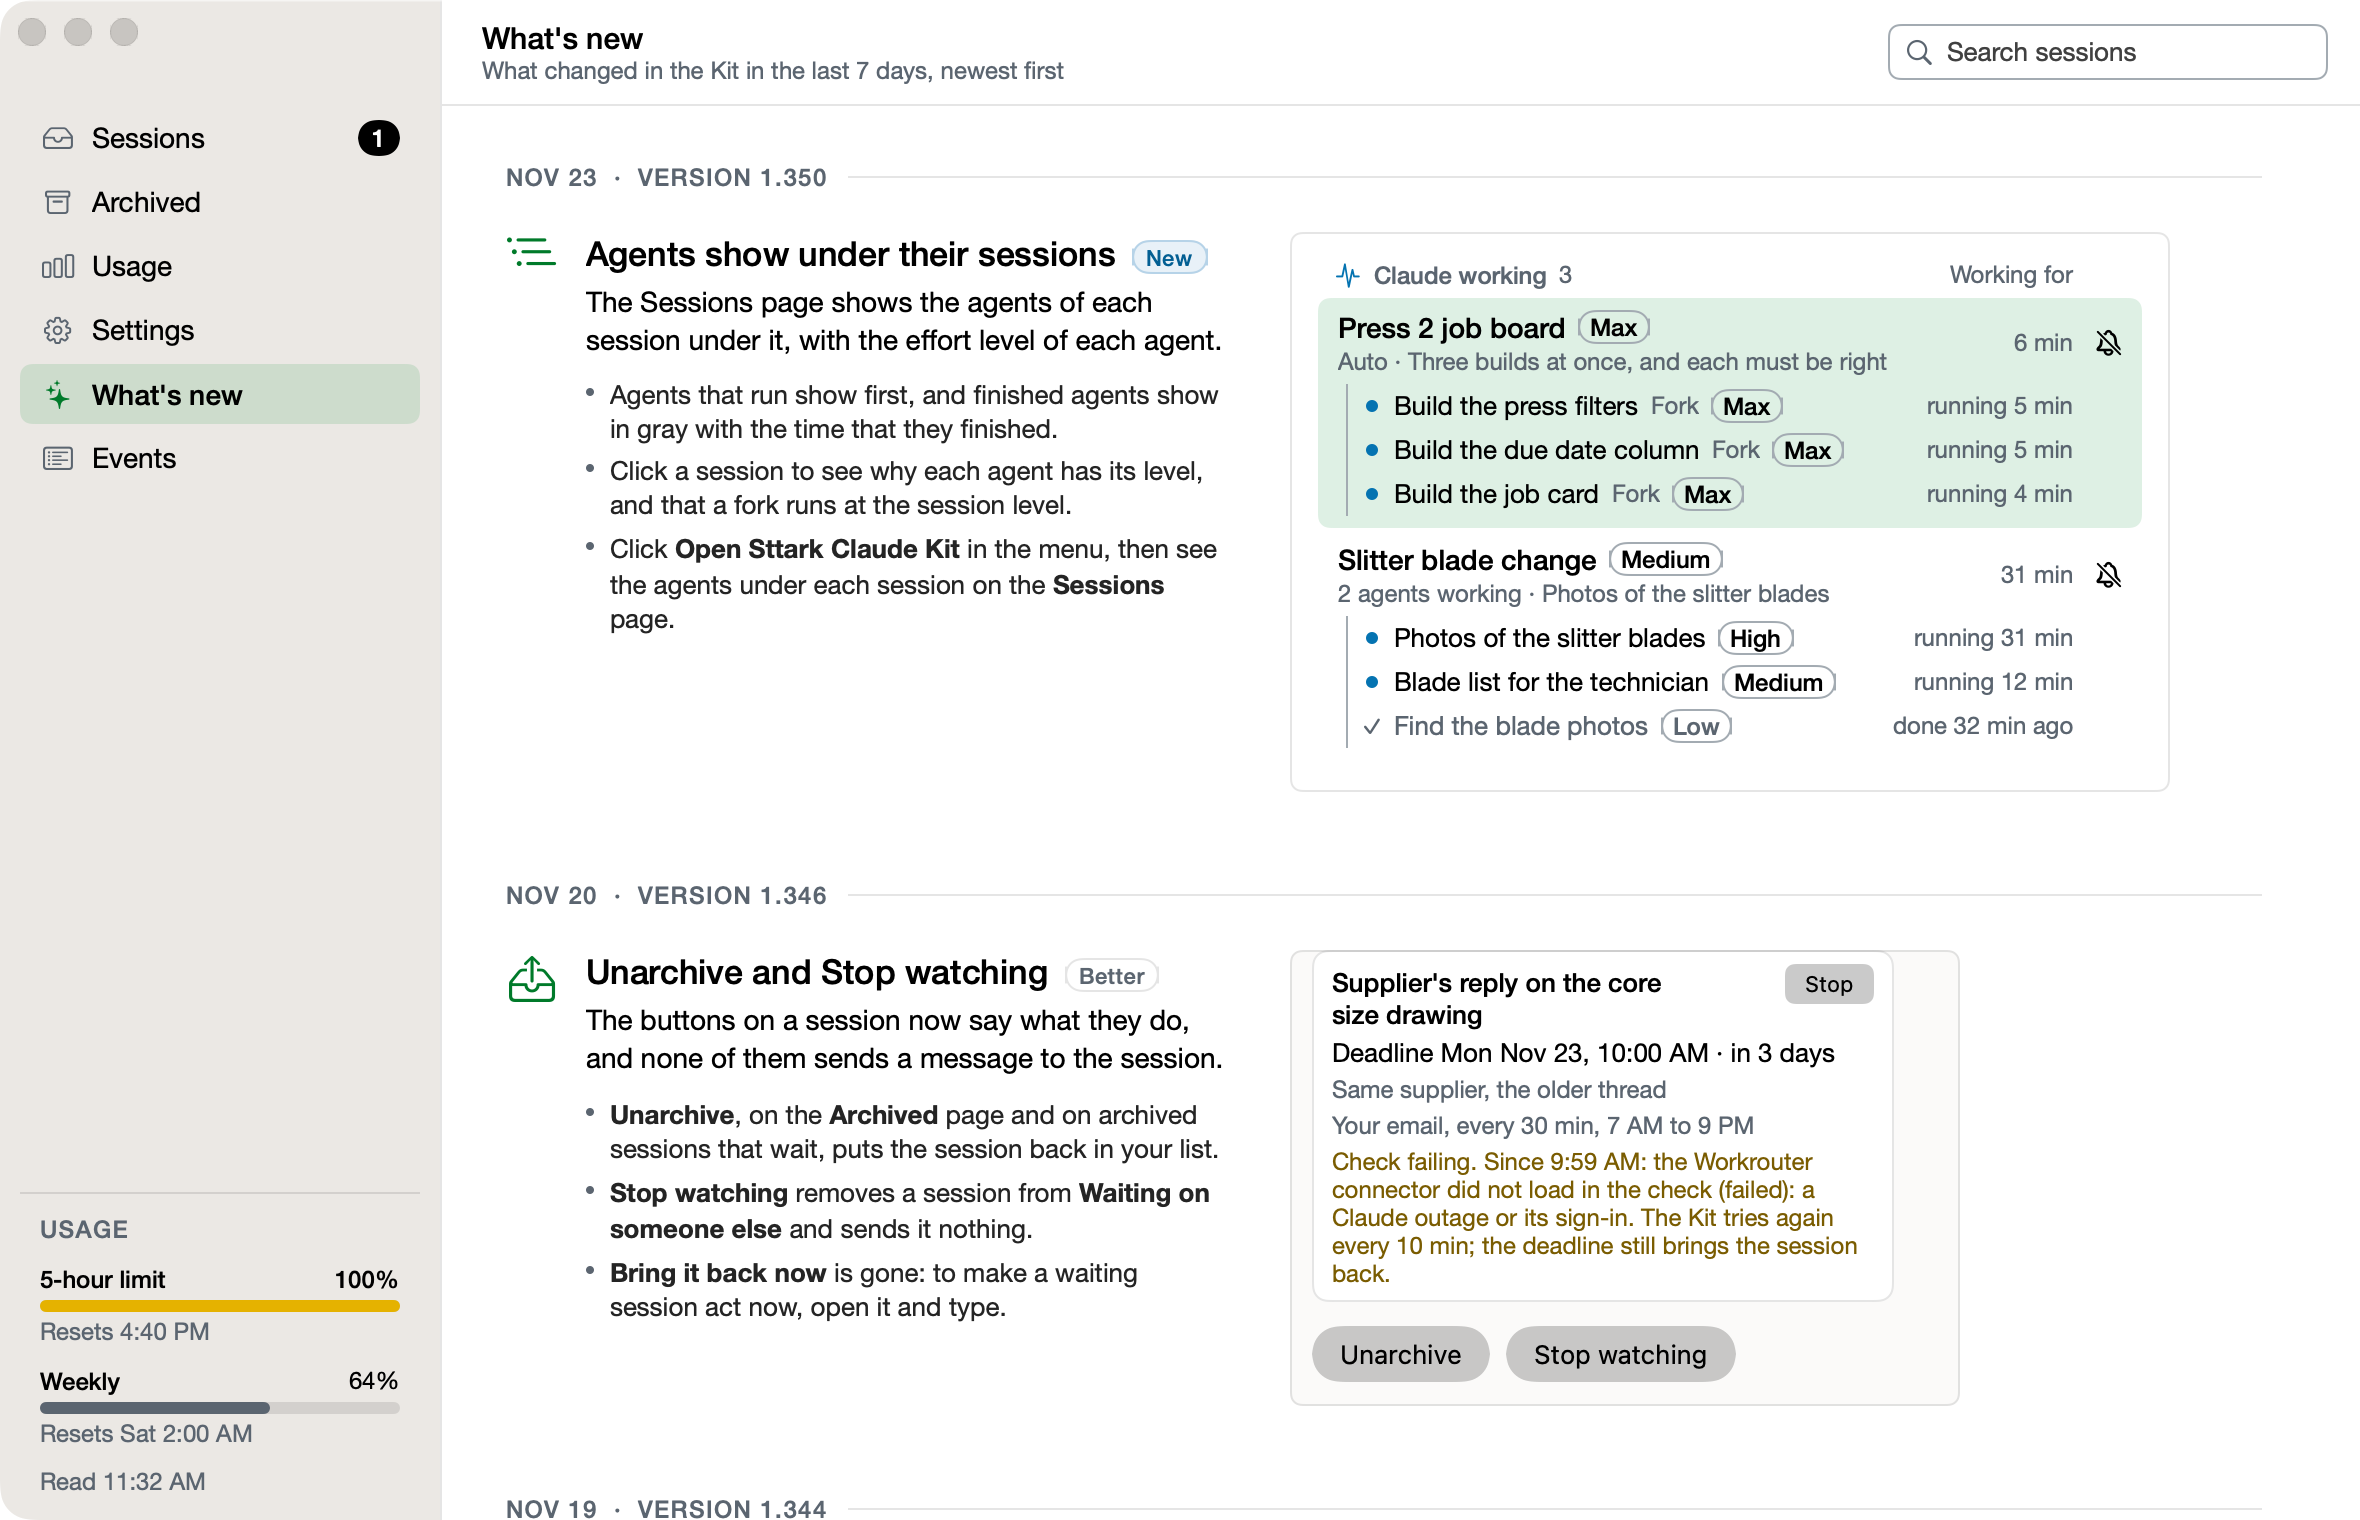 What's new
What changed in the Kit in the last 7 days, newest first
Search sessions
Sessions 1
Archived
Usage
Settings
What's new
Events
USAGE
5-hour limit 100%
Resets 4:40 PM
Weekly 64%
Resets Sat 2:00 AM
Read 11:32 AM
NOV 23 · VERSION 1.350
Agents show under their sessions New
The Sessions page shows the agents of each
session under it, with the effort level of each agent.
• Agents that run show first, and finished agents show
in gray with the time that they finished.
• Click a session to see why each agent has its level,
and that a fork runs at the session level.
• Click Open Sttark Claude Kit in the menu, then see
the agents under each session on the Sessions
page.
Claude working 3 Working for
Press 2 job board Max 6 min
Auto · Three builds at once, and each must be right
Build the press filters Fork Max running 5 min
Build the due date column Fork Max running 5 min
Build the job card Fork Max running 4 min
Slitter blade change Medium 31 min
2 agents working · Photos of the slitter blades
Photos of the slitter blades High running 31 min
Blade list for the technician Medium running 12 min
Find the blade photos Low done 32 min ago
NOV 20 · VERSION 1.346
Unarchive and Stop watching Better
The buttons on a session now say what they do,
and none of them sends a message to the session.
• Unarchive, on the Archived page and on archived
sessions that wait, puts the session back in your list.
• Stop watching removes a session from Waiting on
someone else and sends it nothing.
• Bring it back now is gone: to make a waiting
session act now, open it and type.
Supplier's reply on the core
size drawing
Stop
Deadline Mon Nov 23, 10:00 AM · in 3 days
Same supplier, the older thread
Your email, every 30 min, 7 AM to 9 PM
Check failing. Since 9:59 AM: the Workrouter
connector did not load in the check (failed): a
Claude outage or its sign-in. The Kit tries again
every 10 min; the deadline still brings the session
back.
Unarchive Stop watching
NOV 19 · VERSION 1.344